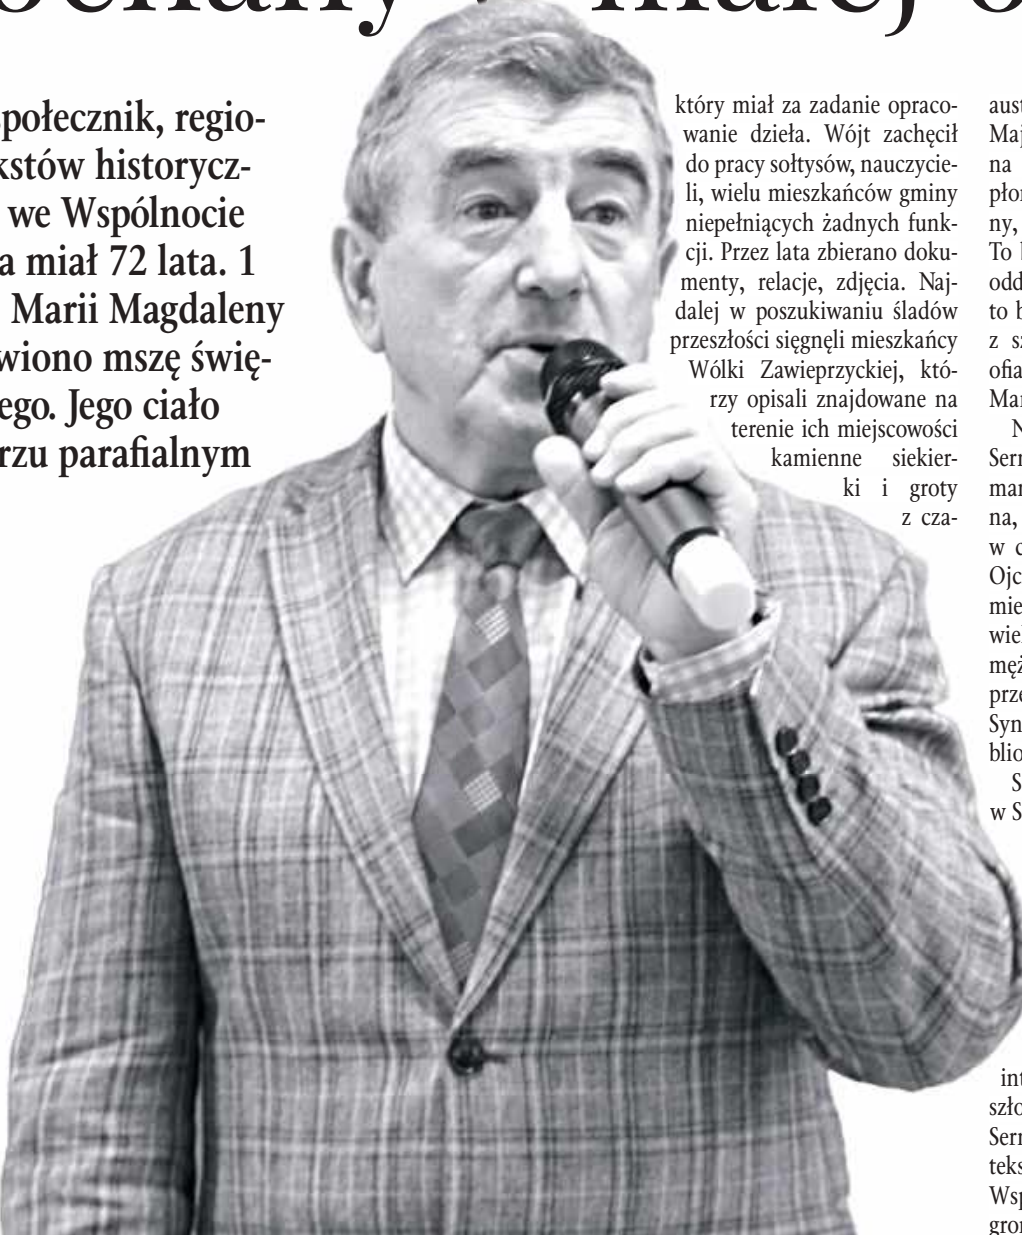 połecznik, regio-
kstów historycz-
we Wspólnocie
a miał 72 lata. 1
Marii Magdaleny
wiono mszę świę-
ego. Jego ciało
rzu parafialnym
który miał za zadanie opraco-
wanie dzieła. Wójt zachęcił
do pracy sołtysów, nauczycie-
li, wielu mieszkańców gminy
niepełniących żadnych funk-
cji. Przez lata zbierano doku-
menty, relacje, zdjęcia. Naj-
dalej w poszukiwaniu śladów
przeszłości sięgnęli mieszkańcy
Wólki Zawieprzyckiej, któ-
rzy opisali znajdowane na
terenie ich miejscowości
kamienne siekier-
ki i groty
z cza-
aust
Maj
na
płon
ny,
To
odd
to b
z sz
ofia
Mar
N
Sern
man
na,
w c
Ojc
mie
wiel
męż
prze
Syn
blio
S
w S
int
szło
Sern
teks
Wsp
gron